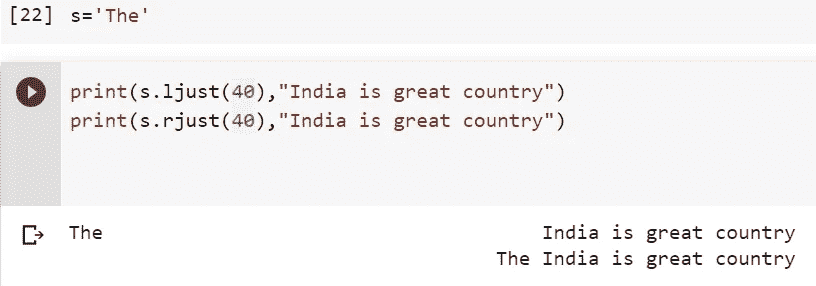 [22] s='The'
print(s.ljust(40),"India is great country")
print(s.rjust(40),"India is great country")
The                                      India is great country
                                     The India is great country